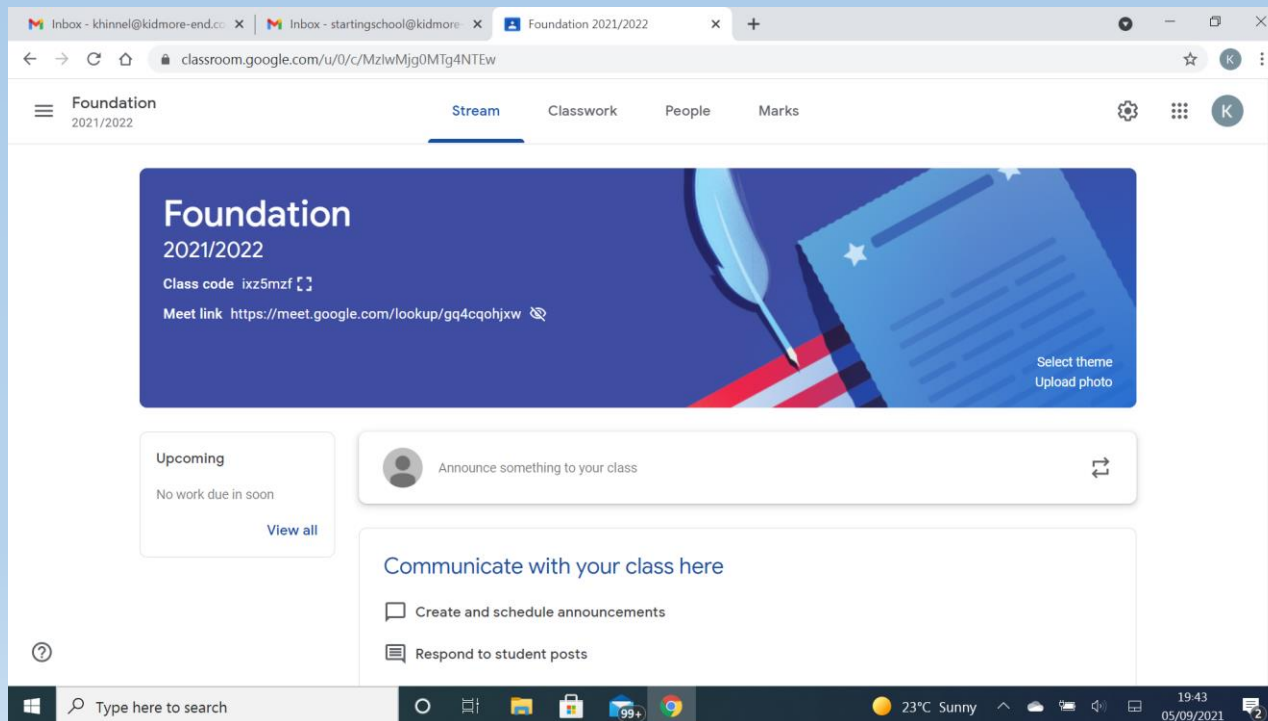 Inbox - khinnel@kidmore-end.co
Inbox - startingschool@kidmore-
Foundation 2021/2022
classroom.google.com/u/0/c/MzIwMjg0MTg4NTEw
K
Foundation
2021/2022
Stream
Classwork
People
Marks
K
Foundation
2021/2022
Class code ixz5mzf
Meet link https://meet.google.com/lookup/gq4cqohjxw
Select theme
Upload photo
Upcoming
No work due in soon
View all
Announce something to your class
Communicate with your class here
Create and schedule announcements
Respond to student posts
Type here to search
99+
23°C Sunny
19:43
05/09/2021
2